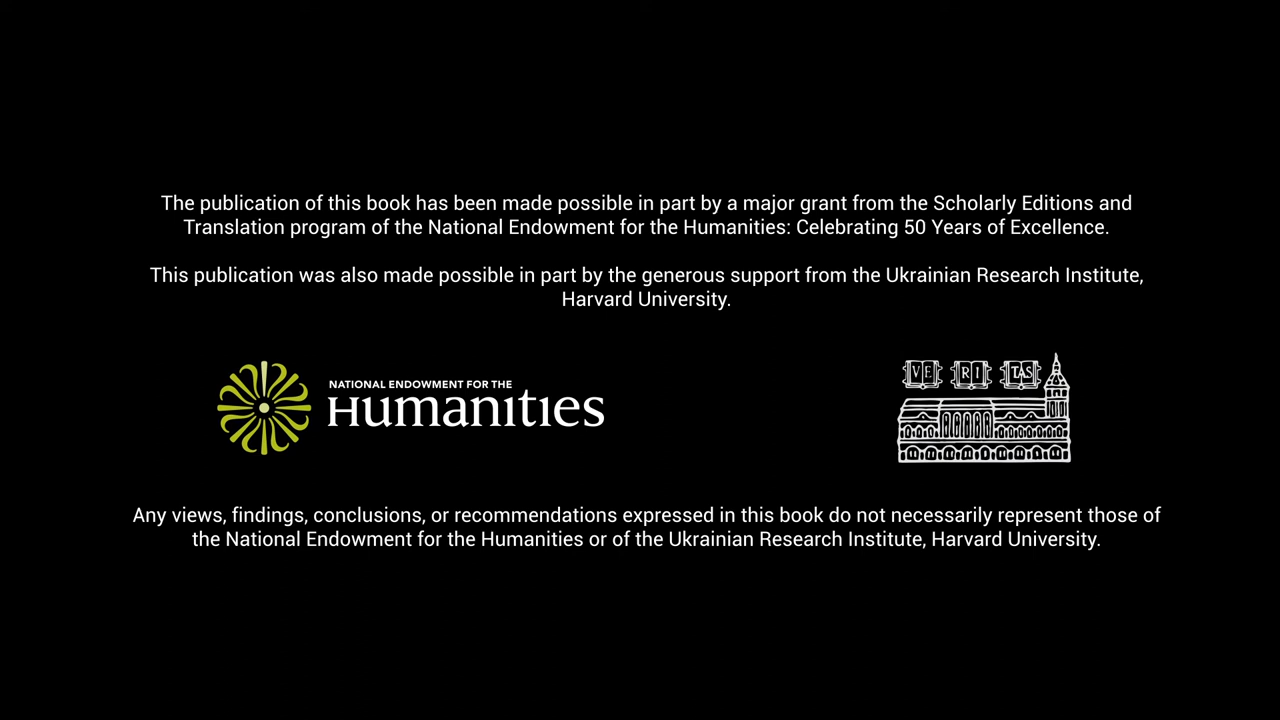 The publication of this book has been made possible in part by a major grant from the Scholarly Editions and
Translation program of the National Endowment for the Humanities: Celebrating 50 Years of Excellence.
This publication was also made possible in part by the generous support from the Ukrainian Research Institute,
Harvard University.
NATIONAL ENDOWMENT FOR THE
Humanities
VE RI TAS
Any views, findings, conclusions, or recommendations expressed in this book do not necessarily represent those of
the National Endowment for the Humanities or of the Ukrainian Research Institute, Harvard University.